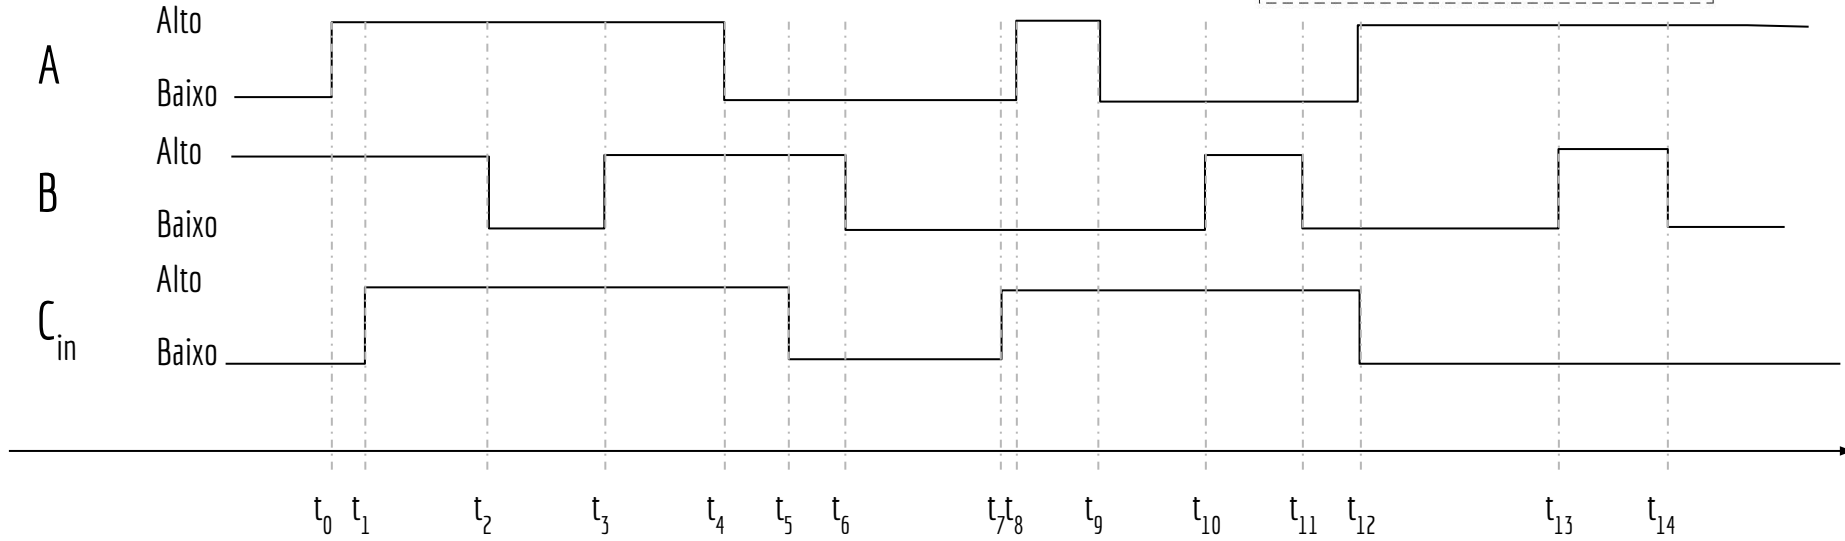 Alto
A
Baixo
Alto
B
Baixo
Alto
C_in
Baixo
t_0 t_1 t_2 t_3 t_4 t_5 t_6 t_7 t_8 t_9 t_10 t_11 t_12 t_13 t_14